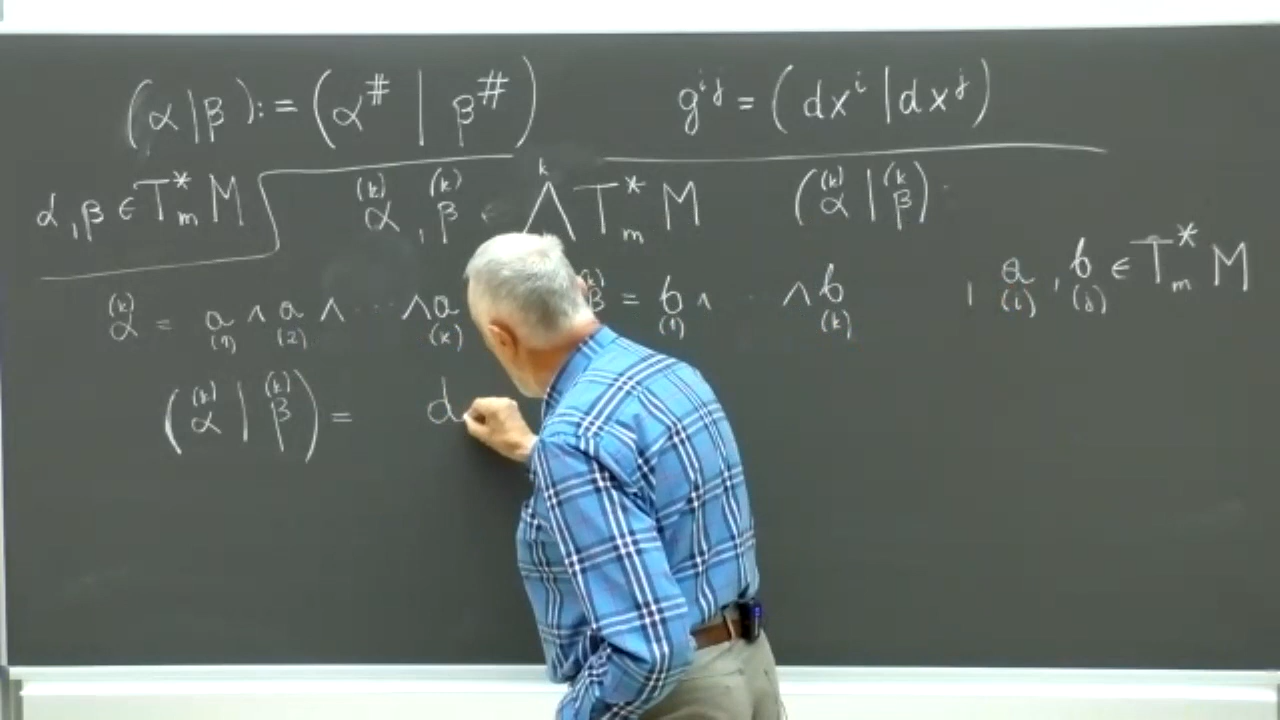 (α|β) := (α^# | β^#) g^{ij} = (dx^i | dx^j)
α, β ∈ T^*_m M
α^{(k)}, β^{(k)} ∈ ⋀^k T^*_m M (α^{(k)} | β^{(k)})
α^{(k)} = a_{(1)} ∧ a_{(2)} ∧ ... ∧ a_{(k)} β^{(k)} = b_{(1)} ∧ ... ∧ b_{(k)} , a_{(i)}, b_{(j)} ∈ T^*_m M
(α^{(k)} | β^{(k)}) = d